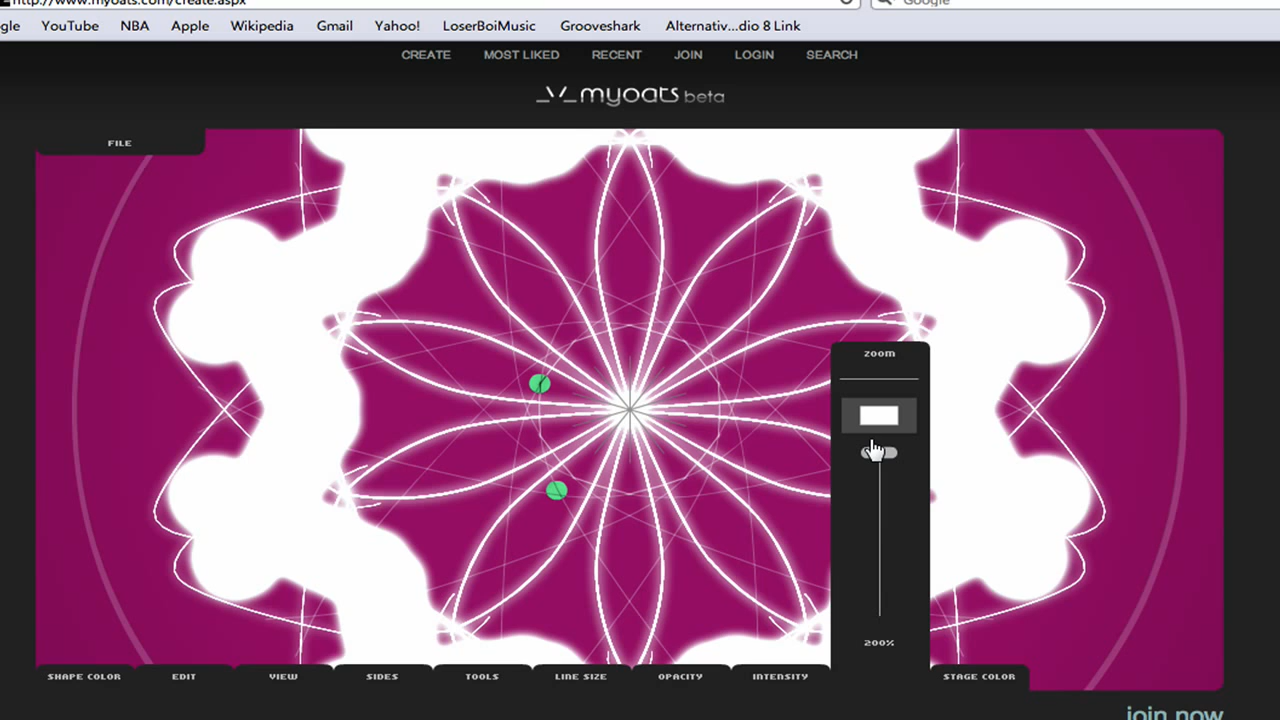 http://www.myoats.com/create.aspx
Google
gle YouTube NBA Apple Wikipedia Gmail Yahoo! LoserBoiMusic Grooveshark Alternativ...dio 8 Link
CREATE MOST LIKED RECENT JOIN LOGIN SEARCH
myoats beta
FILE
ZOOM
200%
SHAPE COLOR EDIT VIEW SIDES TOOLS LINE SIZE OPACITY INTENSITY STAGE COLOR
join now